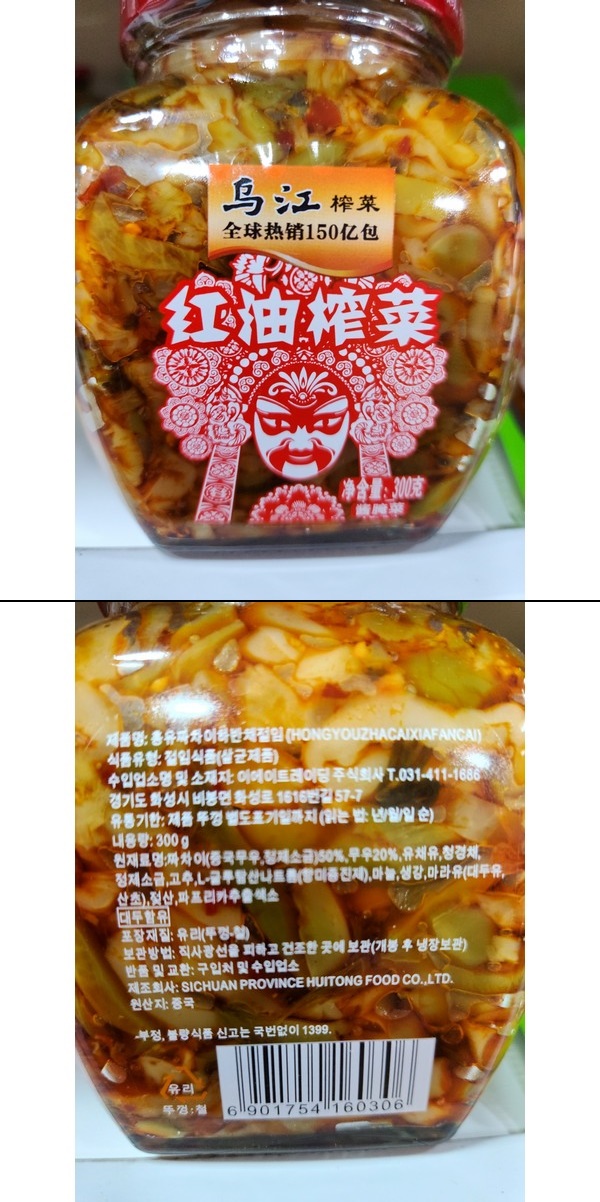 乌江 榨菜
全球热销150亿包
红油榨菜
净含量: 300克
酱腌菜
제품명: 홍유짜차이하반채절임(HONGYOUZHACAIXIAFANCAI)
식품유형: 절임식품(살균제품)
수입업소명 및 소재지: 이에이트레이딩 주식회사 T.031-411-1686
경기도 화성시 비봉면 화성로 1616번길 57-7
유통기한: 제품 뚜껑 별도표기일까지(읽는 법: 년/월/일 순)
내용량: 300 g
원재료명:짜차이(중국무우,정제소금)50%,무우20%,유채유,청경채,
정제소금,고추,L-글루탐산나트륨(향미증진제),마늘,생강,마라유(대두유,
산초),젖산,파프리카추출색소
대두함유
포장재질: 유리(뚜껑-철)
보관방법: 직사광선을 피하고 건조한 곳에 보관(개봉 후 냉장보관)
반품 및 교환: 구입처 및 수입업소
제조회사: SICHUAN PROVINCE HUITONG FOOD CO.,LTD.
원산지: 중국
-부정, 불량식품 신고는 국번없이 1399.
유리
뚜껑:철
6 901754 160306